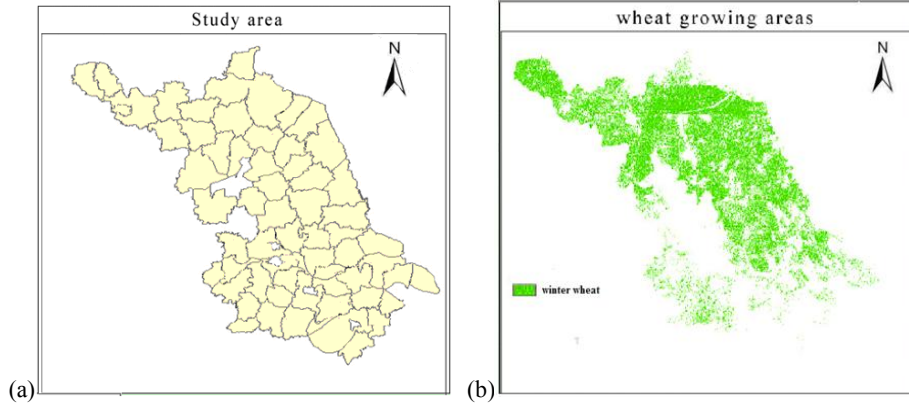 Study area
N
(a)
wheat growing areas
N
winter wheat
(b)